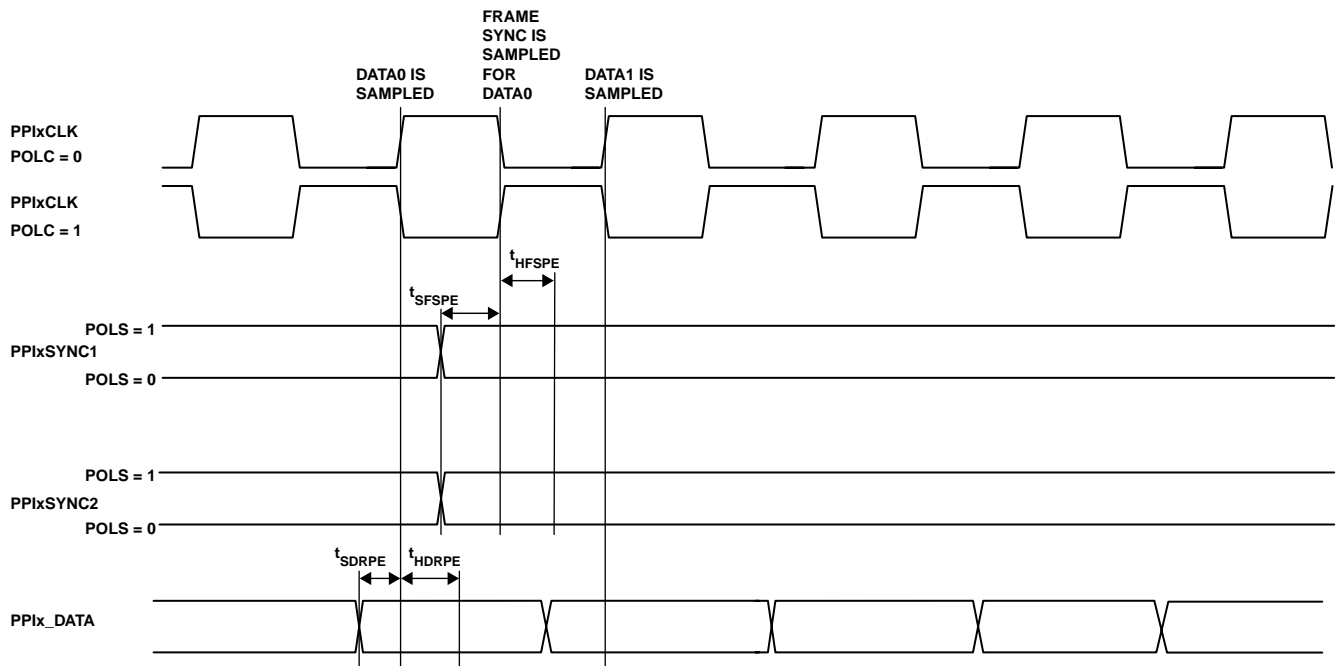 FRAME
SYNC IS
SAMPLED
FOR
DATA0
DATA0 IS
SAMPLED
DATA1 IS
SAMPLED
PPIxCLK
POLC = 0
PPIxCLK
POLC = 1
tHFSPE
tSFSPE
POLS = 1
PPIxSYNC1
POLS = 0
POLS = 1
PPIxSYNC2
POLS = 0
tSDRPE
tHDRPE
PPIx_DATA